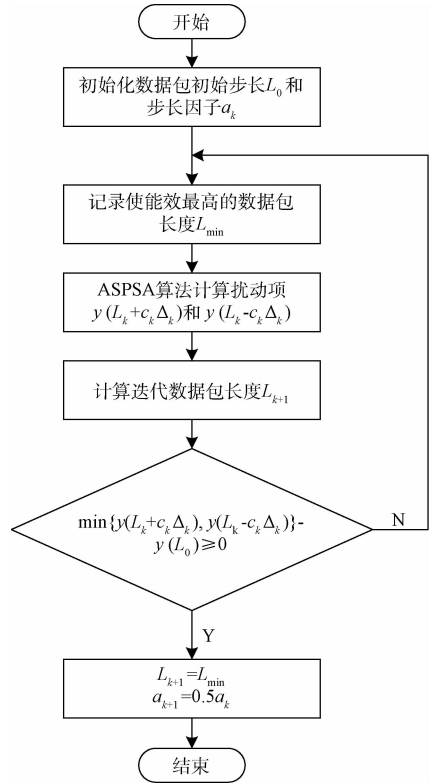 开始
初始化数据包初始步长L₀和
步长因子aₖ
记录使能效最高的数据包
长度Lmin
ASPSA算法计算扰动项
y(Lₖ+cₖΔₖ)和y(Lₖ-cₖΔₖ)
计算迭代数据包长度Lₖ₊₁
min{y(Lₖ+cₖΔₖ),y(Lₖ-cₖΔₖ)}-
y(L₀)≥0
N
Y
Lₖ₊₁=Lmin
aₖ₊₁=0.5aₖ
结束